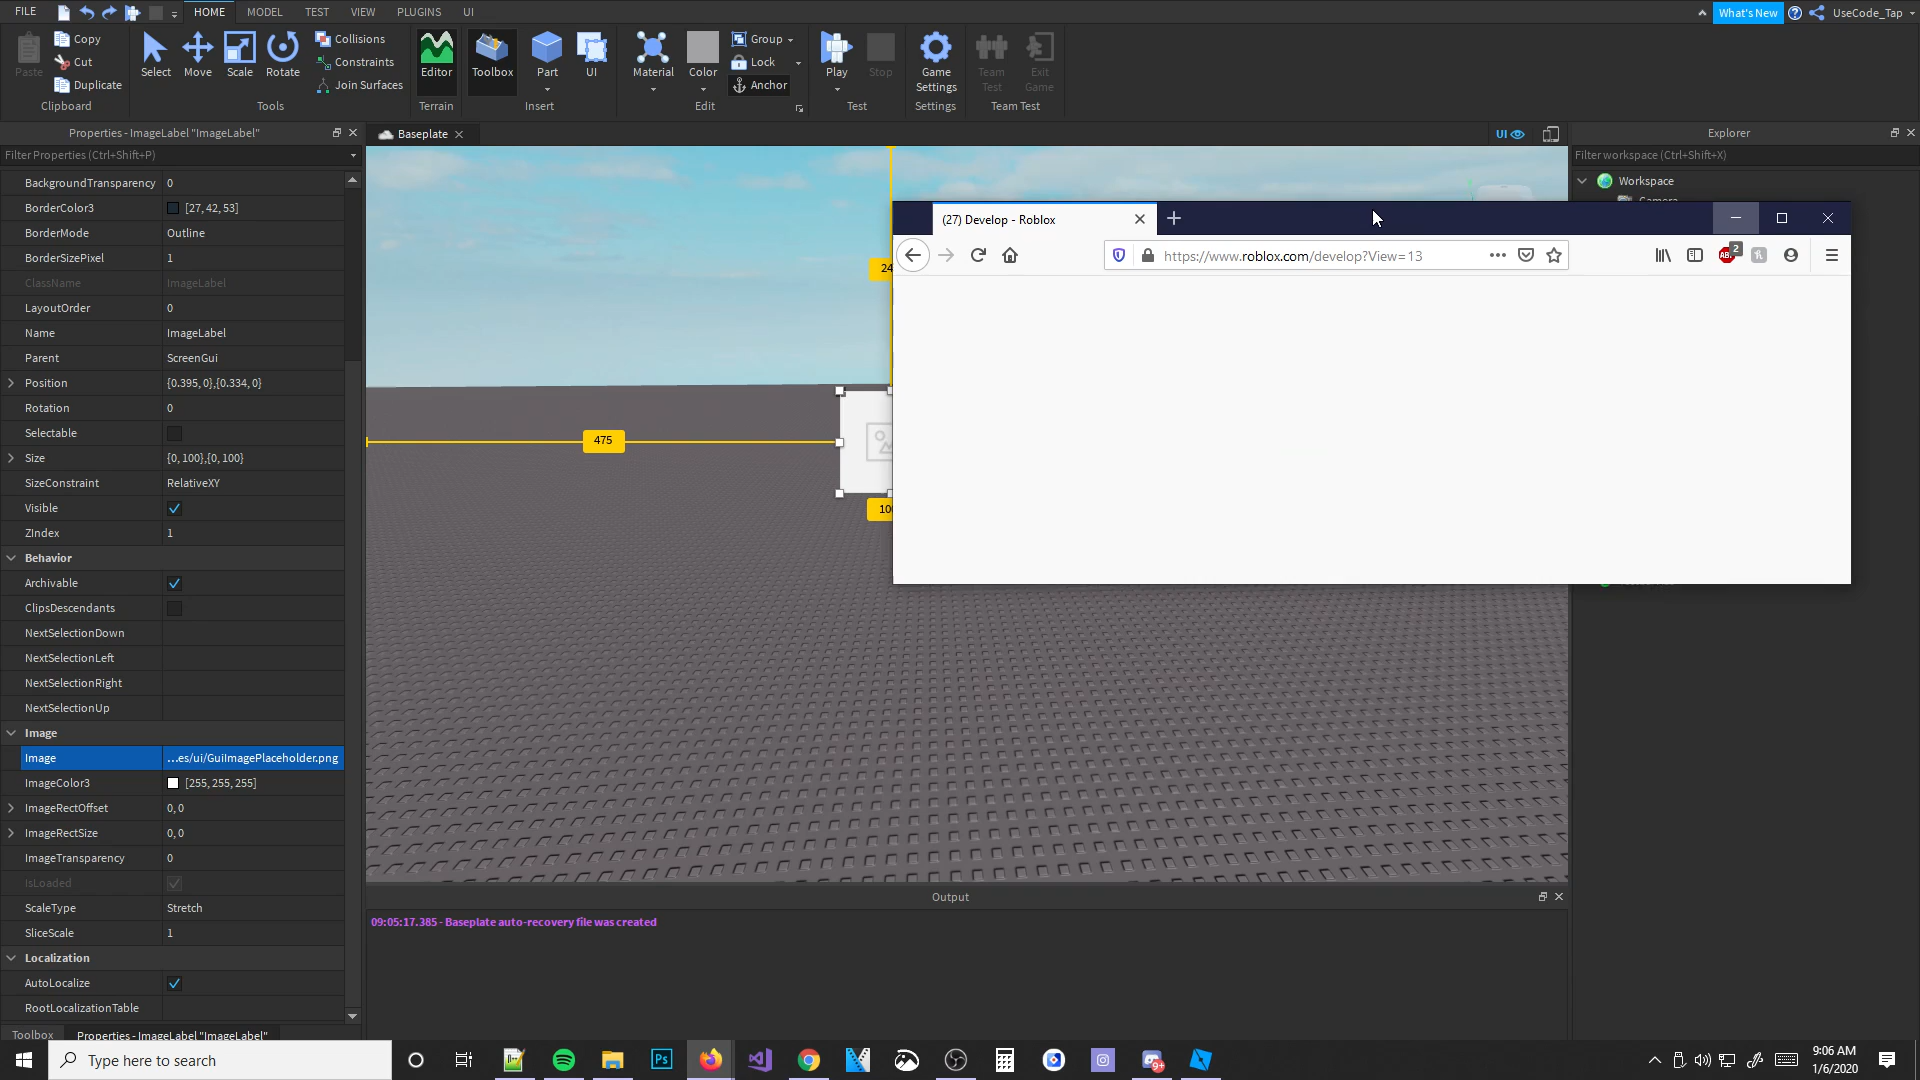 FILE
HOME
MODEL
TEST
VIEW
PLUGINS
UI
What's New
UseCode_Tap
Paste
Copy
Cut
Duplicate
Clipboard
Select
Move
Scale
Rotate
Collisions
Constraints
Join Surfaces
Tools
Editor
Terrain
Toolbox
Part
UI
Insert
Material
Color
Group
Lock
Anchor
Edit
Play
Stop
Test
Game
Settings
Settings
Team
Test
Exit
Game
Team Test
Properties - ImageLabel "ImageLabel"
Filter Properties (Ctrl+Shift+P)
BackgroundTransparency 0
BorderColor3 [27, 42, 53]
BorderMode Outline
BorderSizePixel 1
ClassName ImageLabel
LayoutOrder 0
Name ImageLabel
Parent ScreenGui
Position {0.395, 0},{0.334, 0}
Rotation 0
Selectable
Size {0, 100},{0, 100}
SizeConstraint RelativeXY
Visible
ZIndex 1
Behavior
Archivable
ClipsDescendants
NextSelectionDown
NextSelectionLeft
NextSelectionRight
NextSelectionUp
Image
Image ...es/ui/GuiImagePlaceholder.png
ImageColor3 [255, 255, 255]
ImageRectOffset 0, 0
ImageRectSize 0, 0
ImageTransparency 0
IsLoaded
ScaleType Stretch
SliceScale 1
Localization
AutoLocalize
RootLocalizationTable
Toolbox
Properties - ImageLabel "ImageLabel"
Baseplate
UI
24
475
10
(27) Develop - Roblox
https://www.roblox.com/develop?View=13
ABP
2
Explorer
Filter workspace (Ctrl+Shift+X)
Workspace
Camera
Output
09:05:17.385 - Baseplate auto-recovery file was created
Type here to search
Ps
9+
9:06 AM
1/6/2020